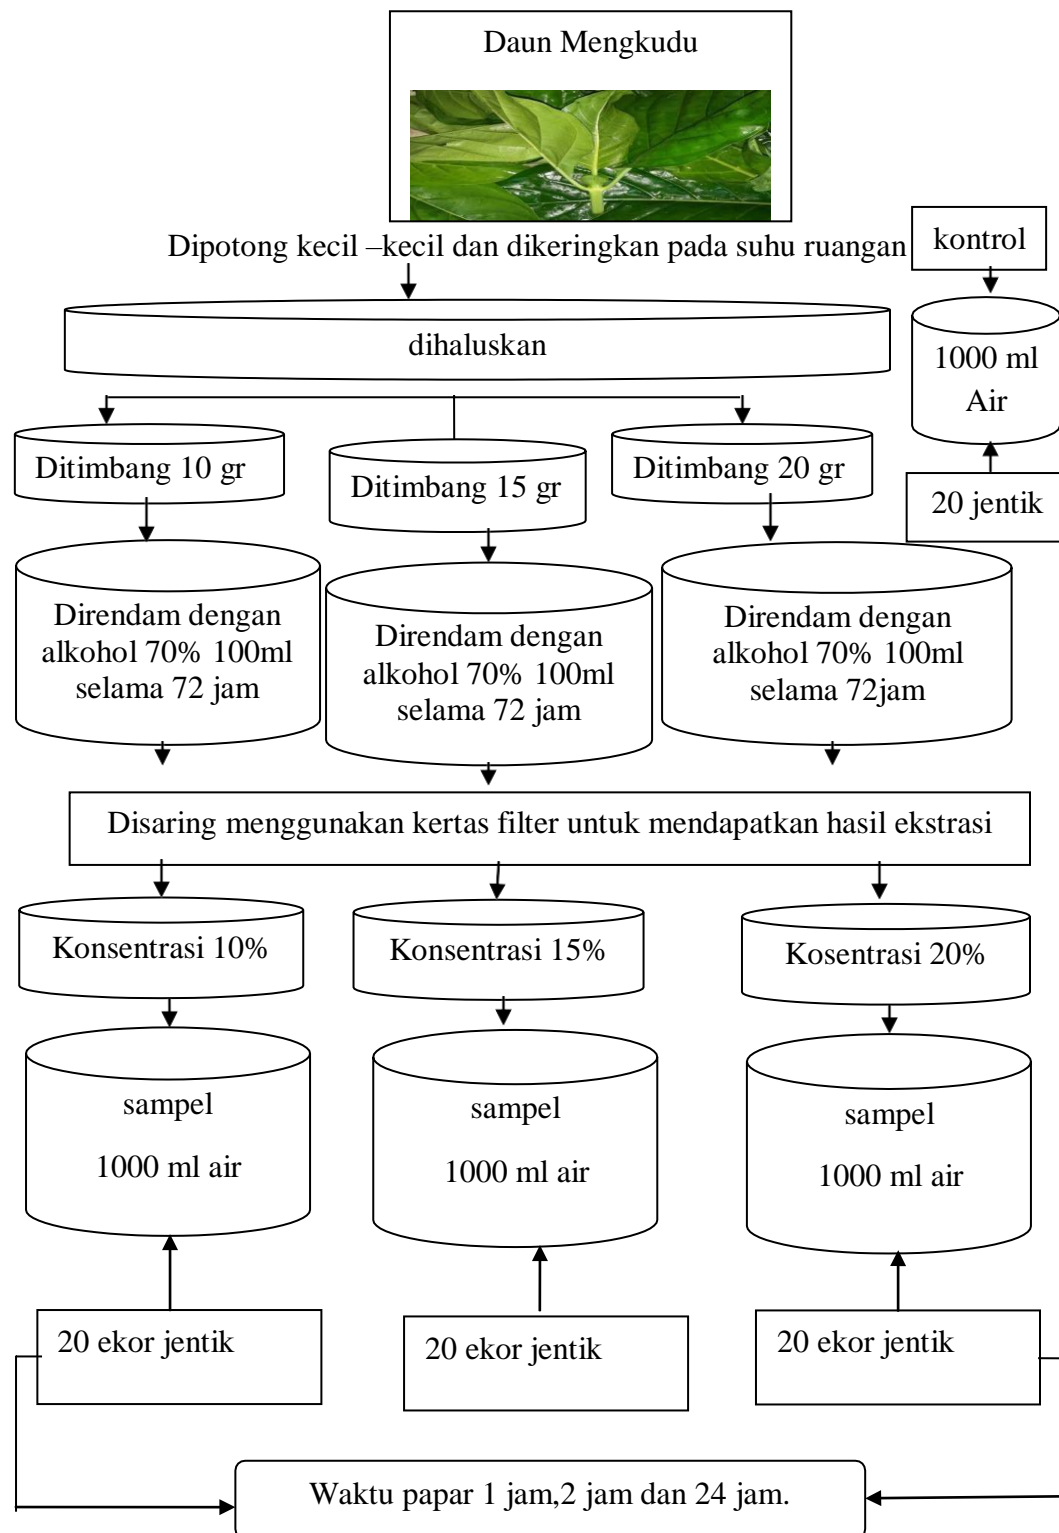 Daun Mengkudu
Dipotong kecil –kecil dan dikeringkan pada suhu ruangan
kontrol
dihaluskan
1000 ml
Air
Ditimbang 10 gr
Ditimbang 15 gr
Ditimbang 20 gr
20 jentik
Direndam dengan
alkohol 70% 100ml
selama 72 jam
Direndam dengan
alkohol 70% 100ml
selama 72 jam
Direndam dengan
alkohol 70% 100ml
selama 72jam
Disaring menggunakan kertas filter untuk mendapatkan hasil ekstrasi
Konsentrasi 10%
Konsentrasi 15%
Kosentrasi 20%
sampel
1000 ml air
sampel
1000 ml air
sampel
1000 ml air
20 ekor jentik
20 ekor jentik
20 ekor jentik
Waktu papar 1 jam,2 jam dan 24 jam.